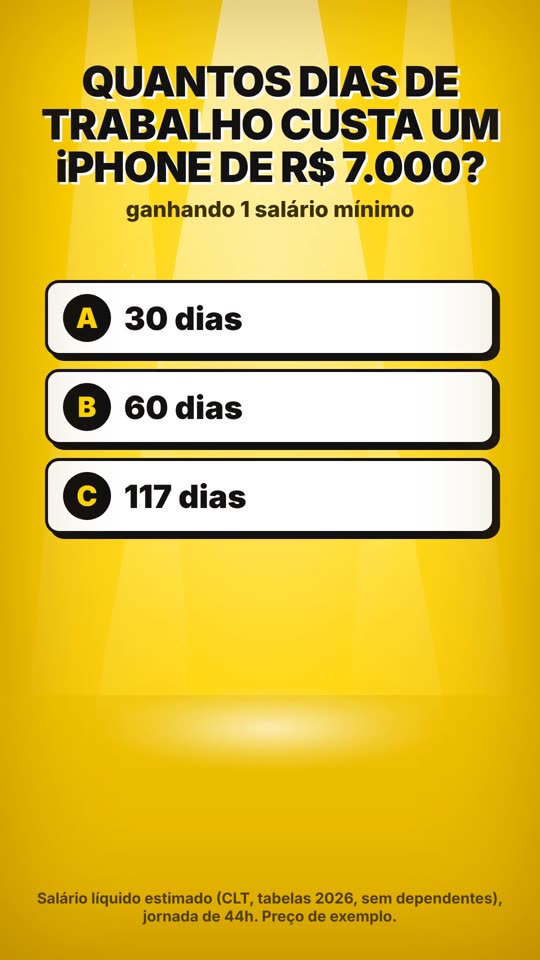 QUANTOS DIAS DE
TRABALHO CUSTA UM
iPHONE DE R$ 7.000?
ganhando 1 salário mínimo
A 30 dias
B 60 dias
C 117 dias
Salário líquido estimado (CLT, tabelas 2026, sem dependentes),
jornada de 44h. Preço de exemplo.